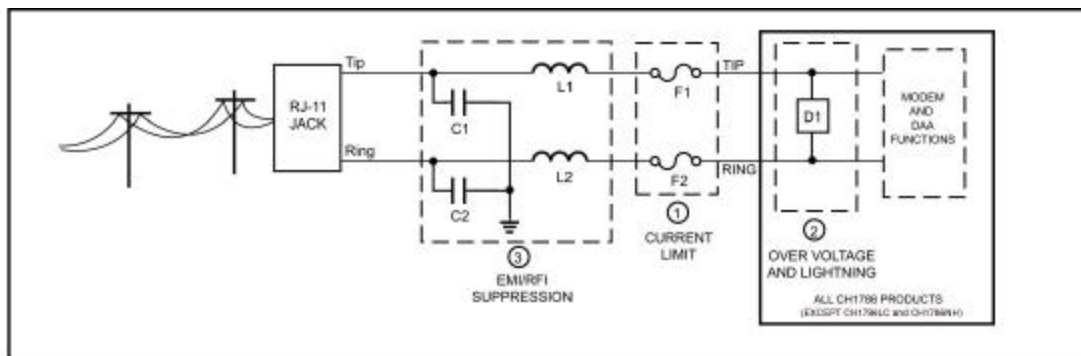 RJ-11
JACK
Tip
Ring
C1
C2
L1
L2
③
EMI/RFI
SUPPRESSION
F1
F2
①
CURRENT
LIMIT
TIP
RING
D1
②
OVER VOLTAGE
AND LIGHTNING
MODEM
AND
DAA
FUNCTIONS
ALL CH1786 PRODUCTS
(EXCEPT CH1786LC and CH1786NH)